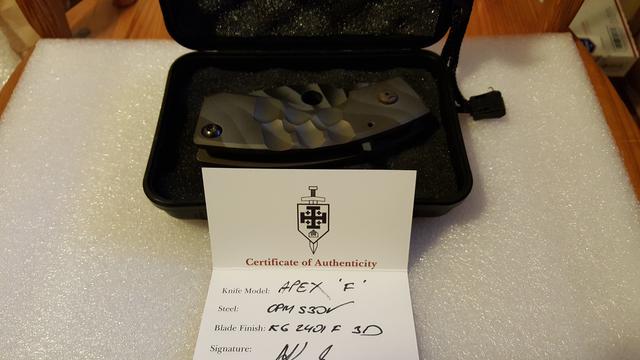 Certificate of Authenticity
Knife Model: APEX "F"
Steel: CPM S30V
Blade Finish: KG 2401 F 3D
Signature: